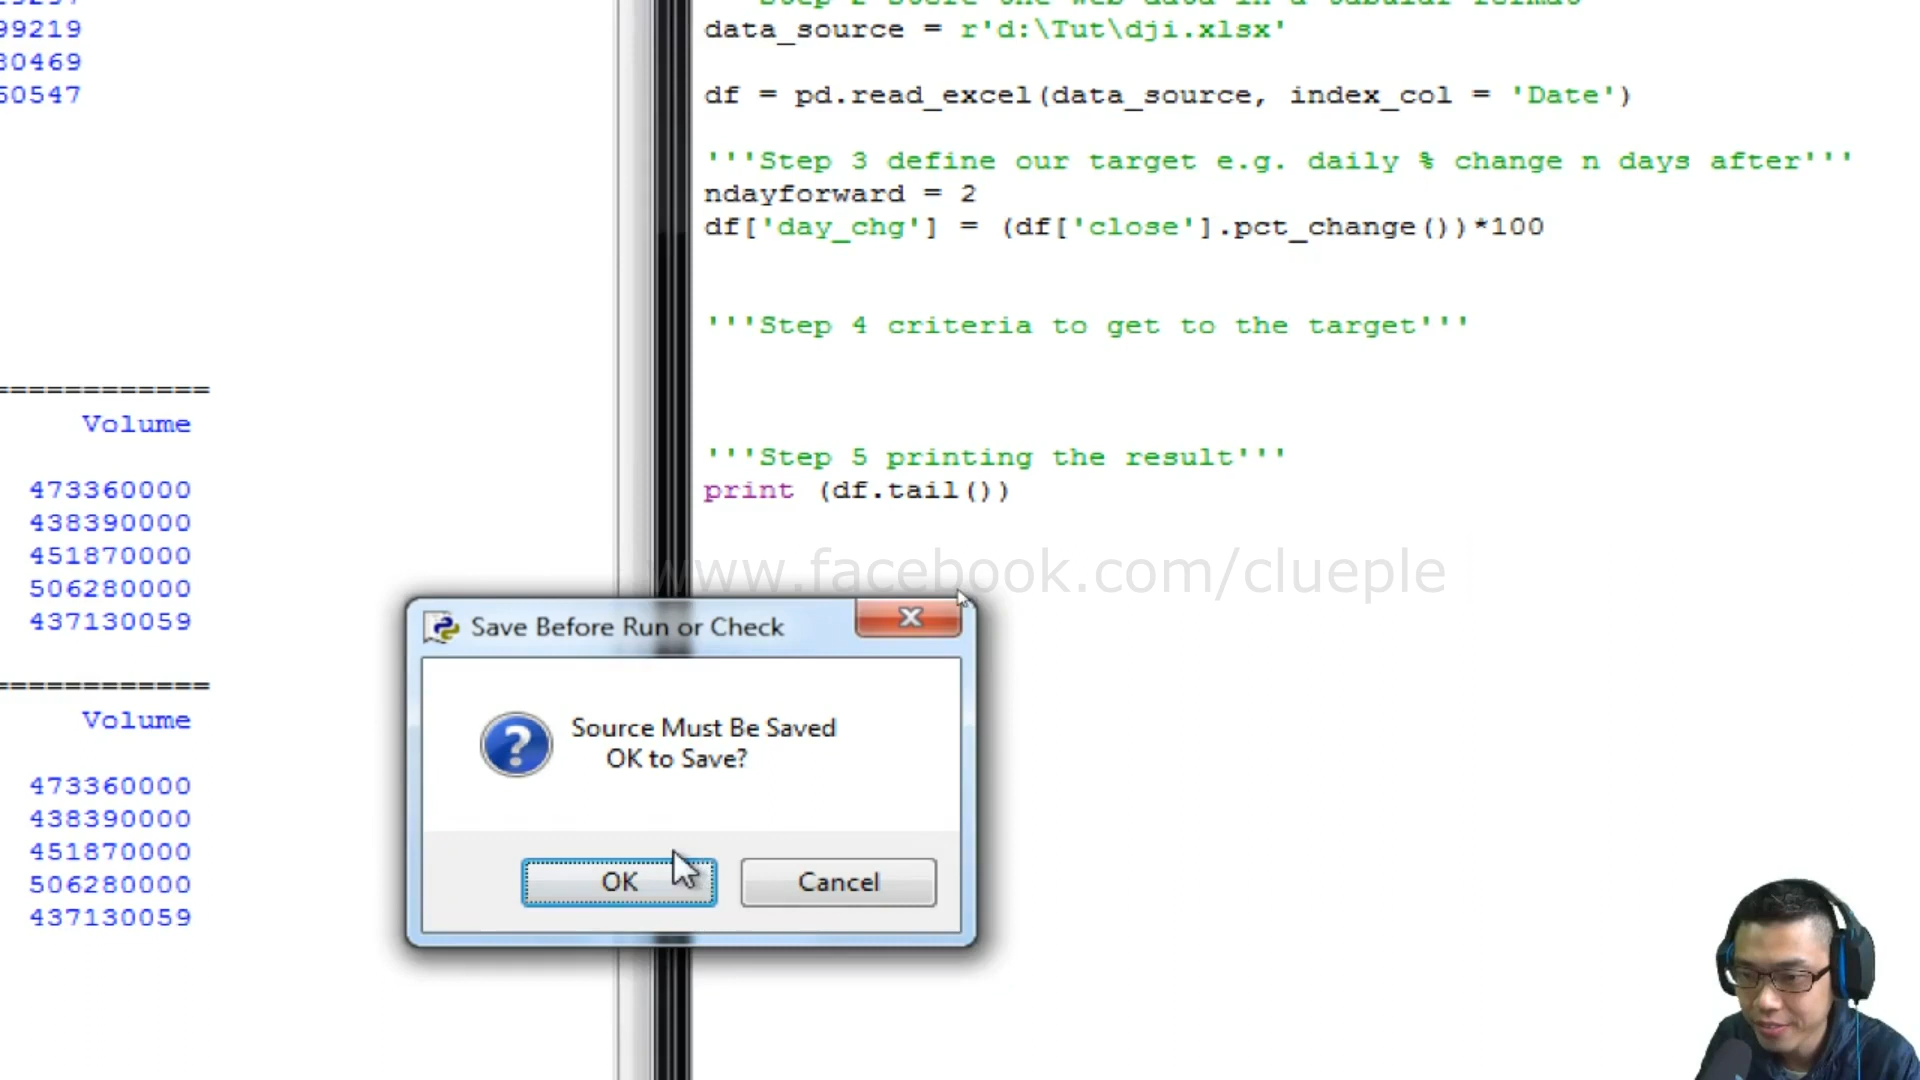 99219
30469
50547
============
Volume
473360000
438390000
451870000
506280000
437130059
============
Volume
473360000
438390000
451870000
506280000
437130059
data_source = r'd:\Tut\dji.xlsx'
df = pd.read_excel(data_source, index_col = 'Date')
'''Step 3 define our target e.g. daily % change n days after'''
ndayforward = 2
df['day_chg'] = (df['close'].pct_change())*100
'''Step 4 criteria to get to the target'''
'''Step 5 printing the result'''
print (df.tail())
www.facebook.com/clueple
Save Before Run or Check
Source Must Be Saved
OK to Save?
OK
Cancel